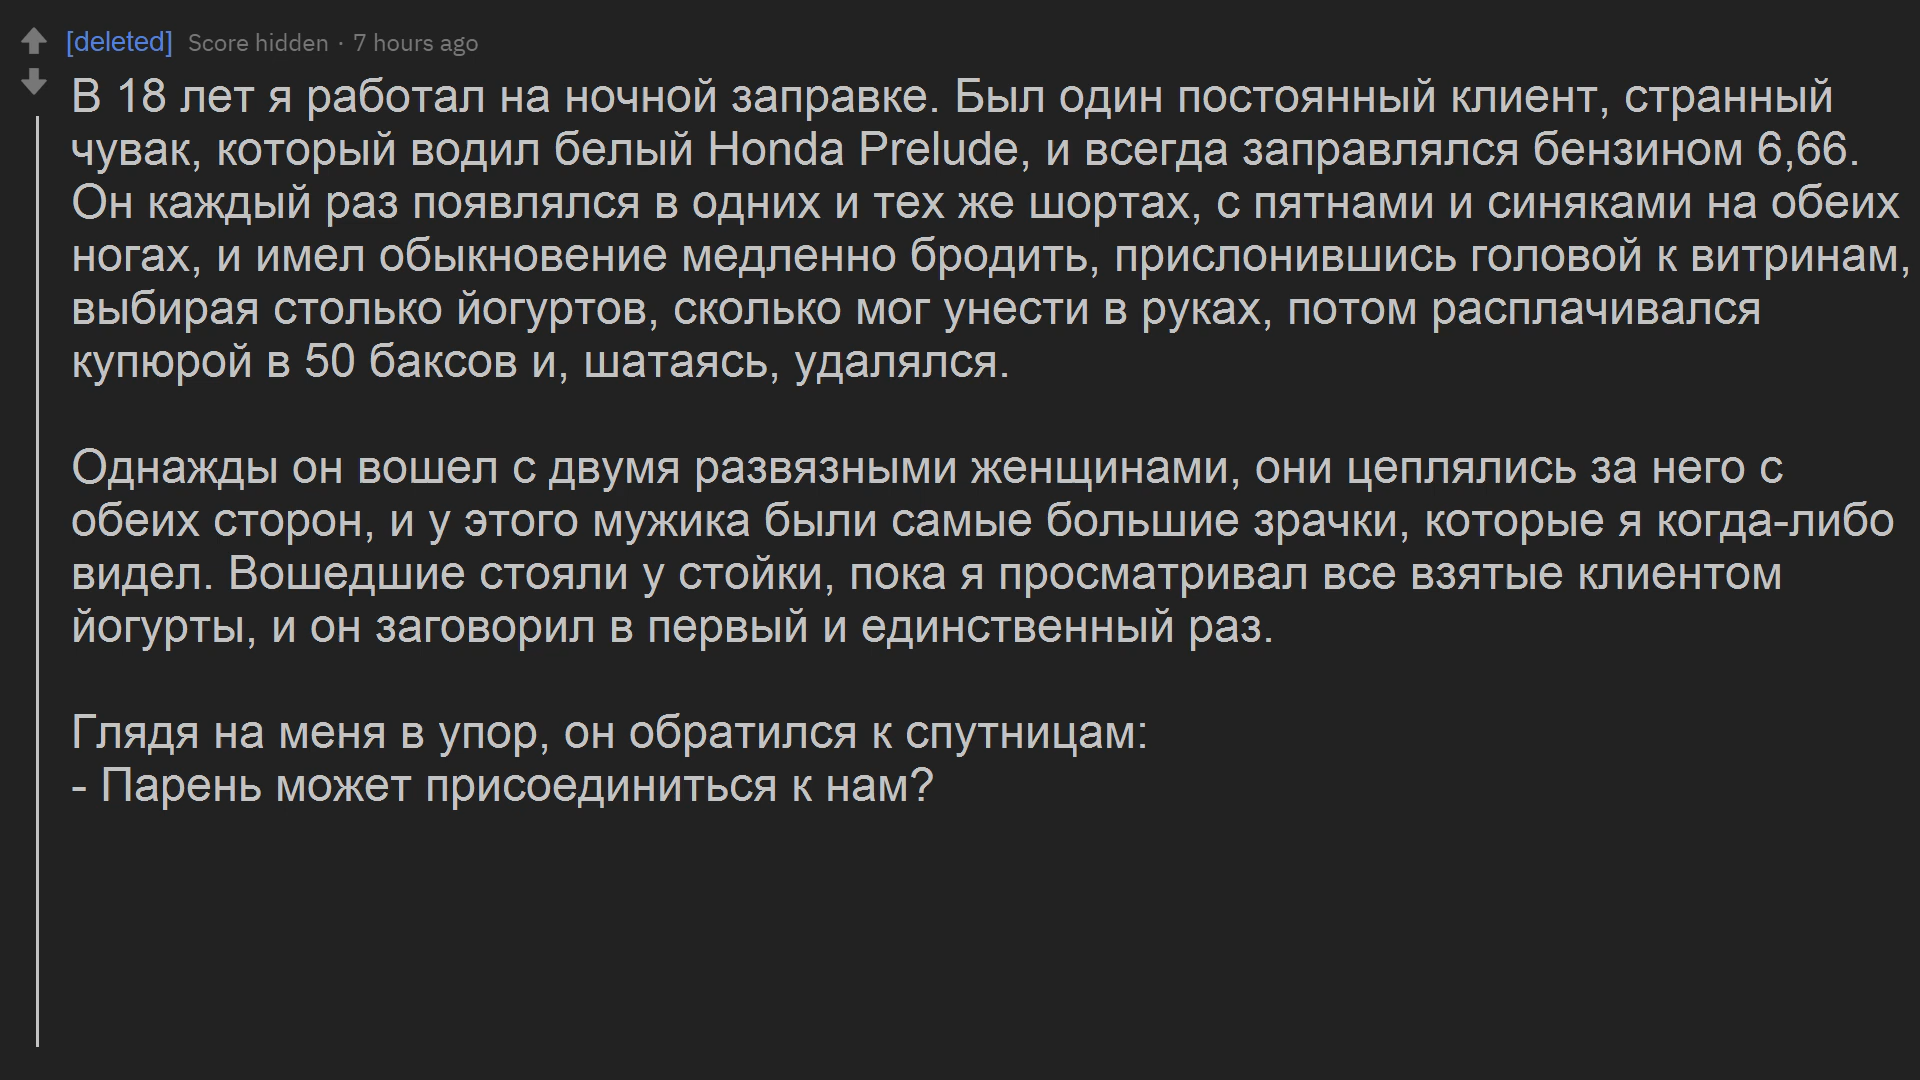 [deleted] Score hidden · 7 hours ago
В 18 лет я работал на ночной заправке. Был один постоянный клиент, странный
чувак, который водил белый Honda Prelude, и всегда заправлялся бензином 6,66.
Он каждый раз появлялся в одних и тех же шортах, с пятнами и синяками на обеих
ногах, и имел обыкновение медленно бродить, прислонившись головой к витринам,
выбирая столько йогуртов, сколько мог унести в руках, потом расплачивался
купюрой в 50 баксов и, шатаясь, удалялся.
Однажды он вошел с двумя развязными женщинами, они цеплялись за него с
обеих сторон, и у этого мужика были самые большие зрачки, которые я когда-либо
видел. Вошедшие стояли у стойки, пока я просматривал все взятые клиентом
йогурты, и он заговорил в первый и единственный раз.
Глядя на меня в упор, он обратился к спутницам:
- Парень может присоединиться к нам?